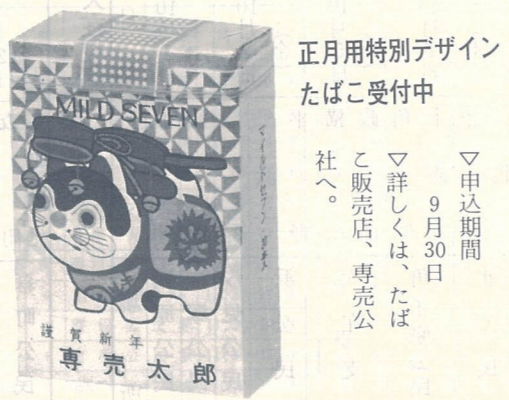 正月用特別デザイン
たばこ受付中
▽申込期間
9月30日
▽詳しくは、たば
こ販売店、専売公
社へ。
MILD SEVEN
謹賀新年
専売太郎